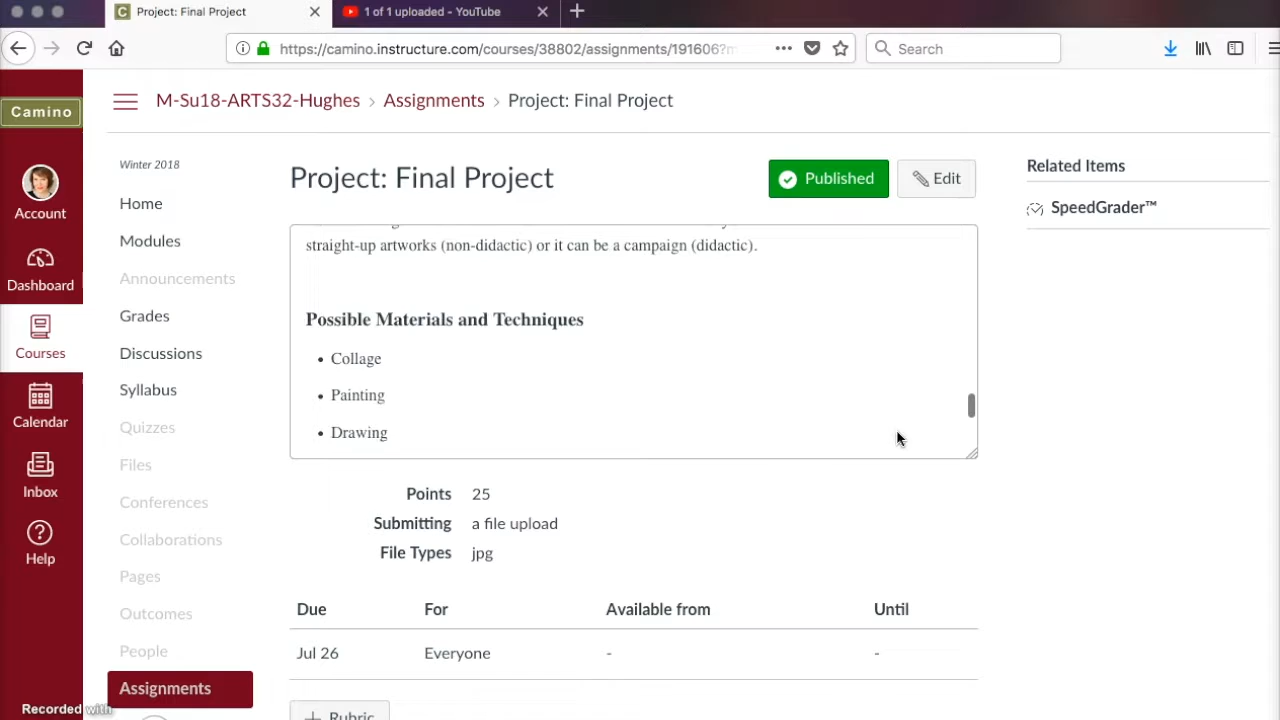 Project: Final Project
1 of 1 uploaded - YouTube
https://camino.instructure.com/courses/38802/assignments/191606?m
Search
Camino
M-Su18-ARTS32-Hughes › Assignments › Project: Final Project
Account
Dashboard
Courses
Calendar
Inbox
Help
Recorded with
Winter 2018
Home
Modules
Announcements
Grades
Discussions
Syllabus
Quizzes
Files
Conferences
Collaborations
Pages
Outcomes
People
Assignments
Project: Final Project
Published
Edit
straight-up artworks (non-didactic) or it can be a campaign (didactic).
Possible Materials and Techniques
• Collage
• Painting
• Drawing
Points 25
Submitting a file upload
File Types jpg
Due For Available from Until
Jul 26 Everyone - -
+ Rubric
Related Items
SpeedGrader™